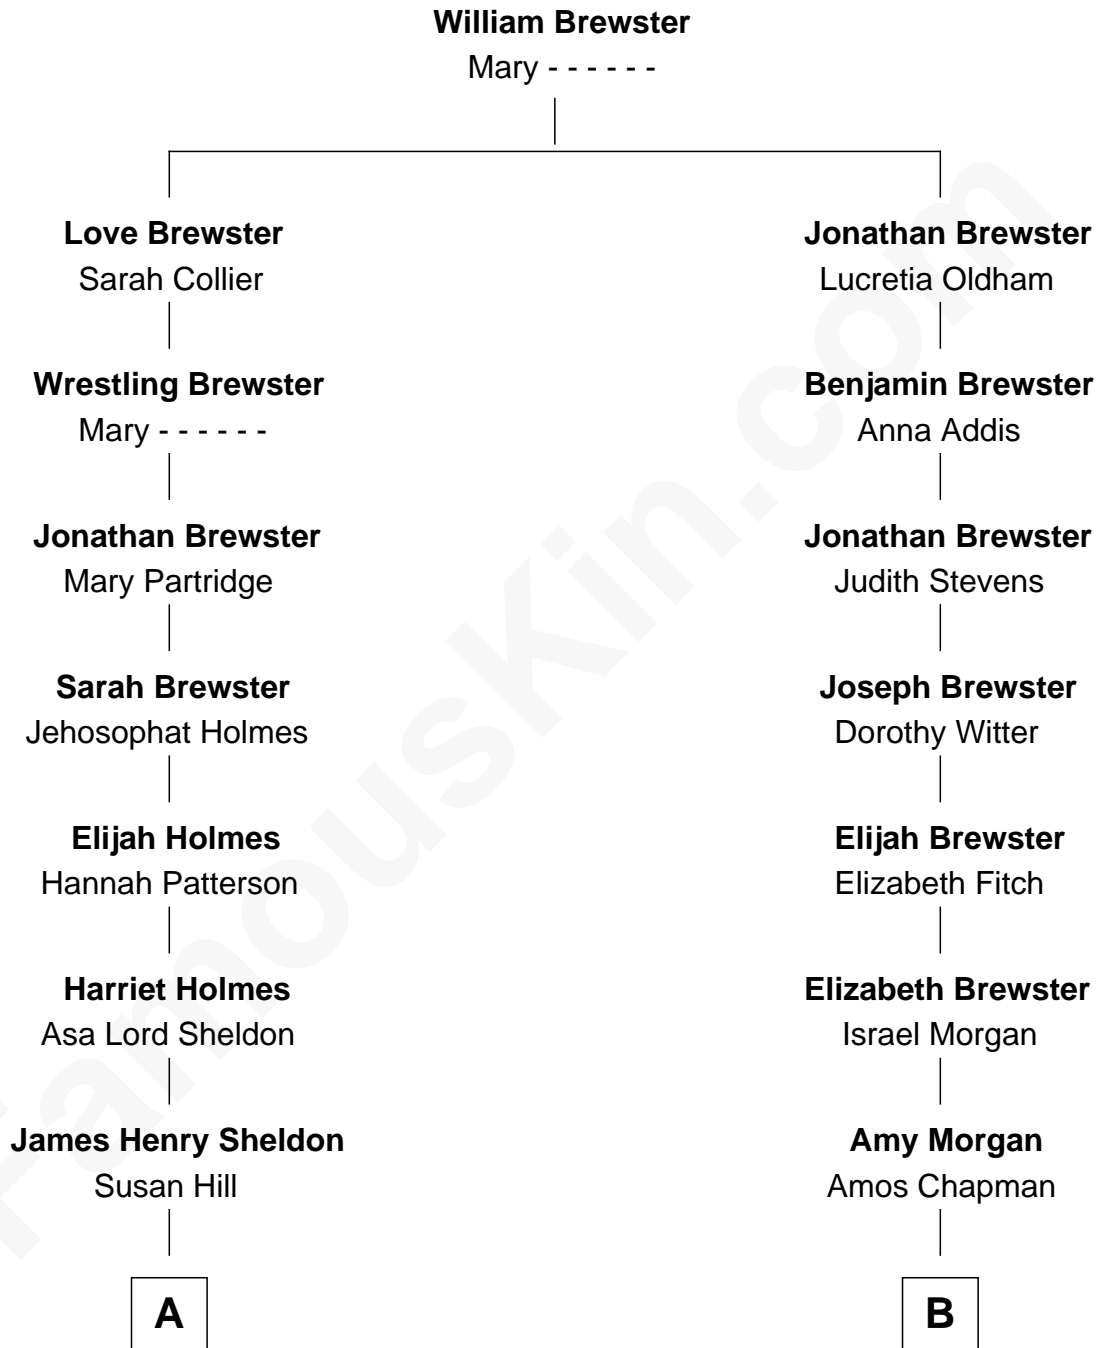 William Brewster
Mary - - - - - -
Love Brewster
Sarah Collier
Jonathan Brewster
Lucretia Oldham
Wrestling Brewster
Mary - - - - - -
Benjamin Brewster
Anna Addis
Jonathan Brewster
Mary Partridge
Jonathan Brewster
Judith Stevens
Sarah Brewster
Jehosophat Holmes
Joseph Brewster
Dorothy Witter
Elijah Holmes
Hannah Patterson
Elijah Brewster
Elizabeth Fitch
Harriet Holmes
Asa Lord Sheldon
Elizabeth Brewster
Israel Morgan
James Henry Sheldon
Susan Hill
Amy Morgan
Amos Chapman
A
B
FamousKin.com